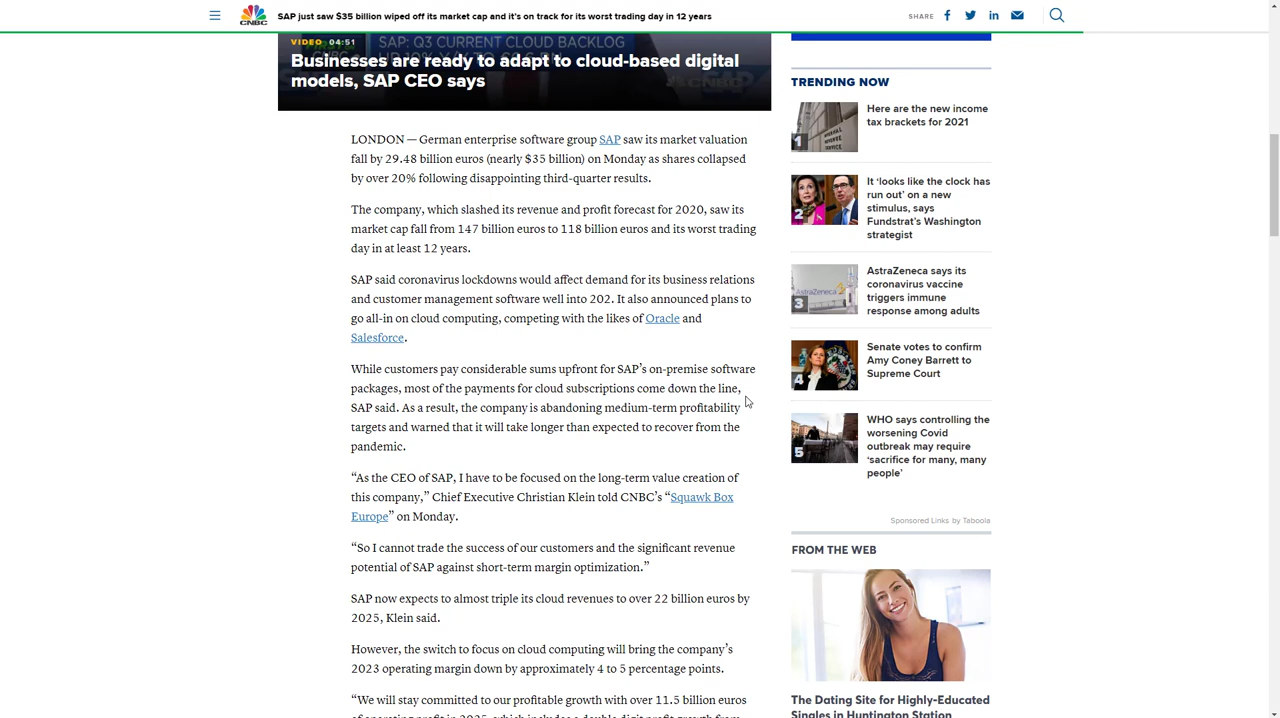 CNBC
SAP just saw $35 billion wiped off its market cap and it's on track for its worst trading day in 12 years
SHARE
VIDEO 04:51
SAP: Q3 CURRENT CLOUD BACKLOG
Businesses are ready to adapt to cloud-based digital
models, SAP CEO says
LONDON — German enterprise software group SAP saw its market valuation
fall by 29.48 billion euros (nearly $35 billion) on Monday as shares collapsed
by over 20% following disappointing third-quarter results.
The company, which slashed its revenue and profit forecast for 2020, saw its
market cap fall from 147 billion euros to 118 billion euros and its worst trading
day in at least 12 years.
SAP said coronavirus lockdowns would affect demand for its business relations
and customer management software well into 202. It also announced plans to
go all-in on cloud computing, competing with the likes of Oracle and
Salesforce.
While customers pay considerable sums upfront for SAP's on-premise software
packages, most of the payments for cloud subscriptions come down the line,
SAP said. As a result, the company is abandoning medium-term profitability
targets and warned that it will take longer than expected to recover from the
pandemic.
“As the CEO of SAP, I have to be focused on the long-term value creation of
this company,” Chief Executive Christian Klein told CNBC's “Squawk Box
Europe” on Monday.
“So I cannot trade the success of our customers and the significant revenue
potential of SAP against short-term margin optimization.”
SAP now expects to almost triple its cloud revenues to over 22 billion euros by
2025, Klein said.
However, the switch to focus on cloud computing will bring the company's
2023 operating margin down by approximately 4 to 5 percentage points.
“We will stay committed to our profitable growth with over 11.5 billion euros
of operating profit in 2025, which includes a double digit profit growth from
TRENDING NOW
1
Here are the new income
tax brackets for 2021
2
It ‘looks like the clock has
run out’ on a new
stimulus, says
Fundstrat's Washington
strategist
AstraZeneca
3
AstraZeneca says its
coronavirus vaccine
triggers immune
response among adults
4
Senate votes to confirm
Amy Coney Barrett to
Supreme Court
5
WHO says controlling the
worsening Covid
outbreak may require
‘sacrifice for many, many
people’
Sponsored Links by Taboola
FROM THE WEB
The Dating Site for Highly-Educated
Singles in Huntington Station